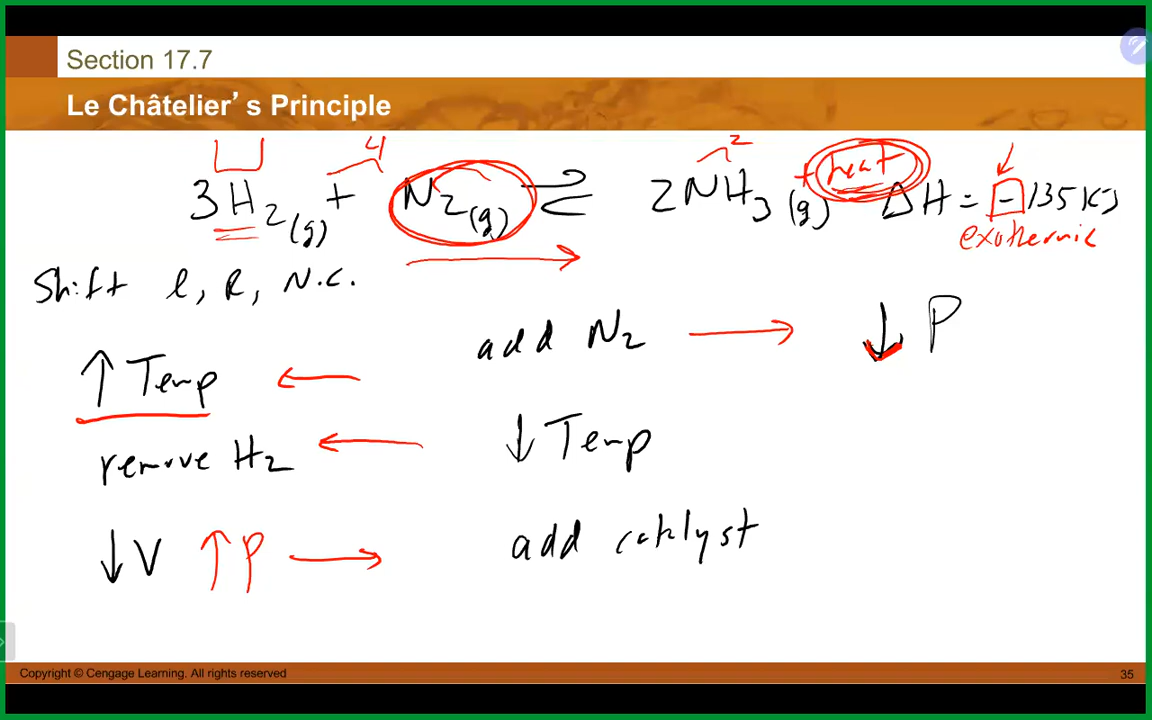 Section 17.7
Le Châtelier's Principle
4 2
3H2(g) + N2(g) ⇌ 2NH3(g) + heat ΔH = -135 KJ
exothermic
Shift l, R, N.C.
add N2 → ↓ P
↑ Temp ←
remove H2 ← ↓ Temp
↓ V ↑ P → add catalyst
Copyright © Cengage Learning. All rights reserved 35